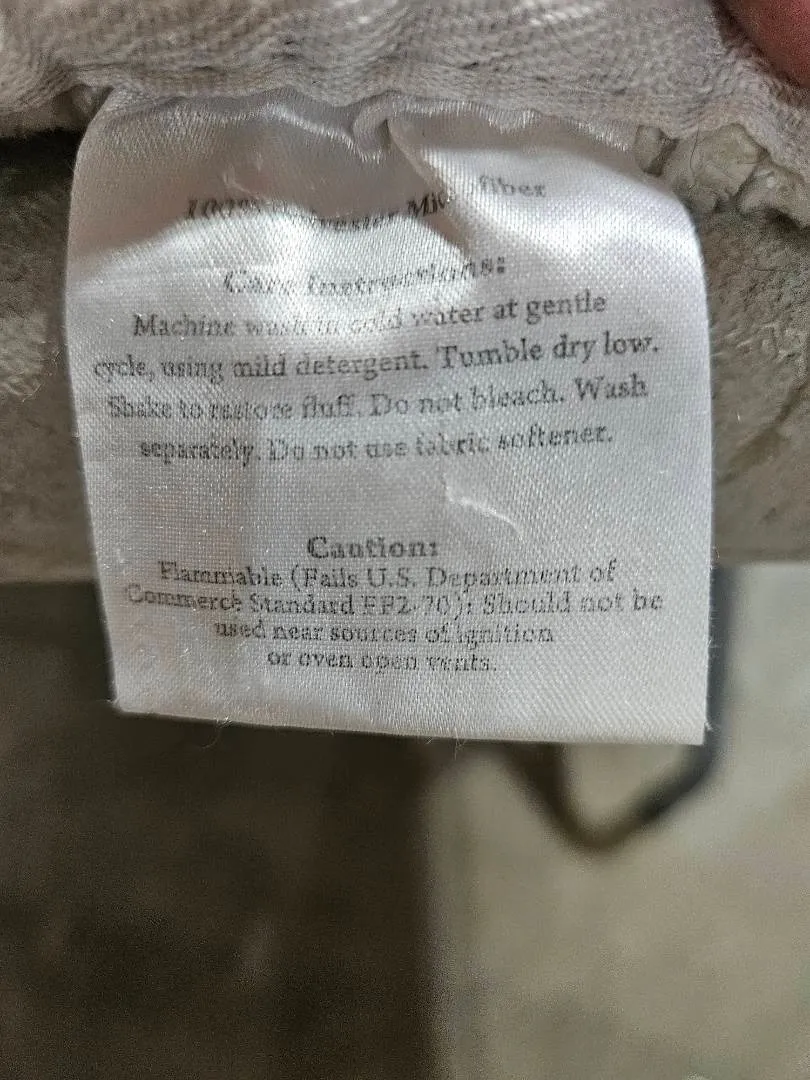 100% Polyester Microfiber
Care Instructions:
Machine wash in cold water at gentle
cycle, using mild detergent. Tumble dry low.
Shake to restore fluff. Do not bleach. Wash
separately. Do not use fabric softener.
Caution:
Flammable (Fails U.S. Department of
Commerce Standard FF2-70): Should not be
used near sources of ignition
or oven open vents.